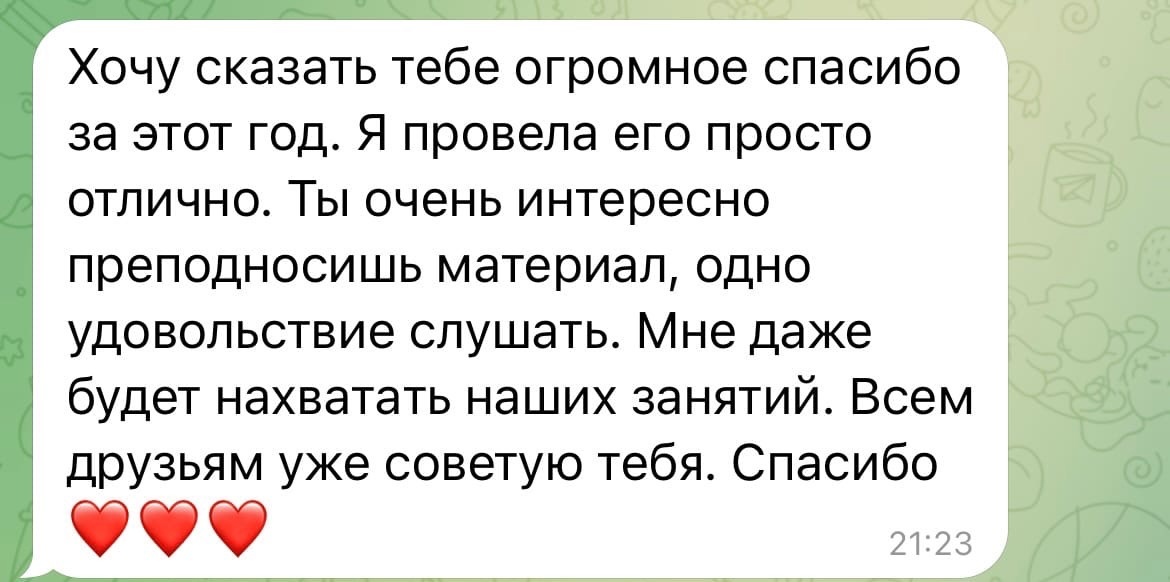 Хочу сказать тебе огромное спасибо
за этот год. Я провела его просто
отлично. Ты очень интересно
преподносишь материал, одно
удовольствие слушать. Мне даже
будет нахватать наших занятий. Всем
друзьям уже советую тебя. Спасибо
❤️❤️❤️
21:23